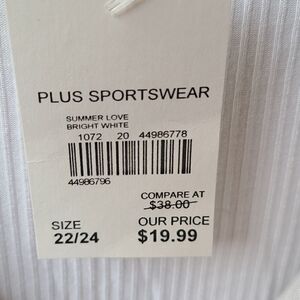 PLUS SPORTSWEAR
SUMMER LOVE
BRIGHT WHITE
1072 20 44986778
44986796
COMPARE AT
$38.00
SIZE OUR PRICE
22/24 $19.99